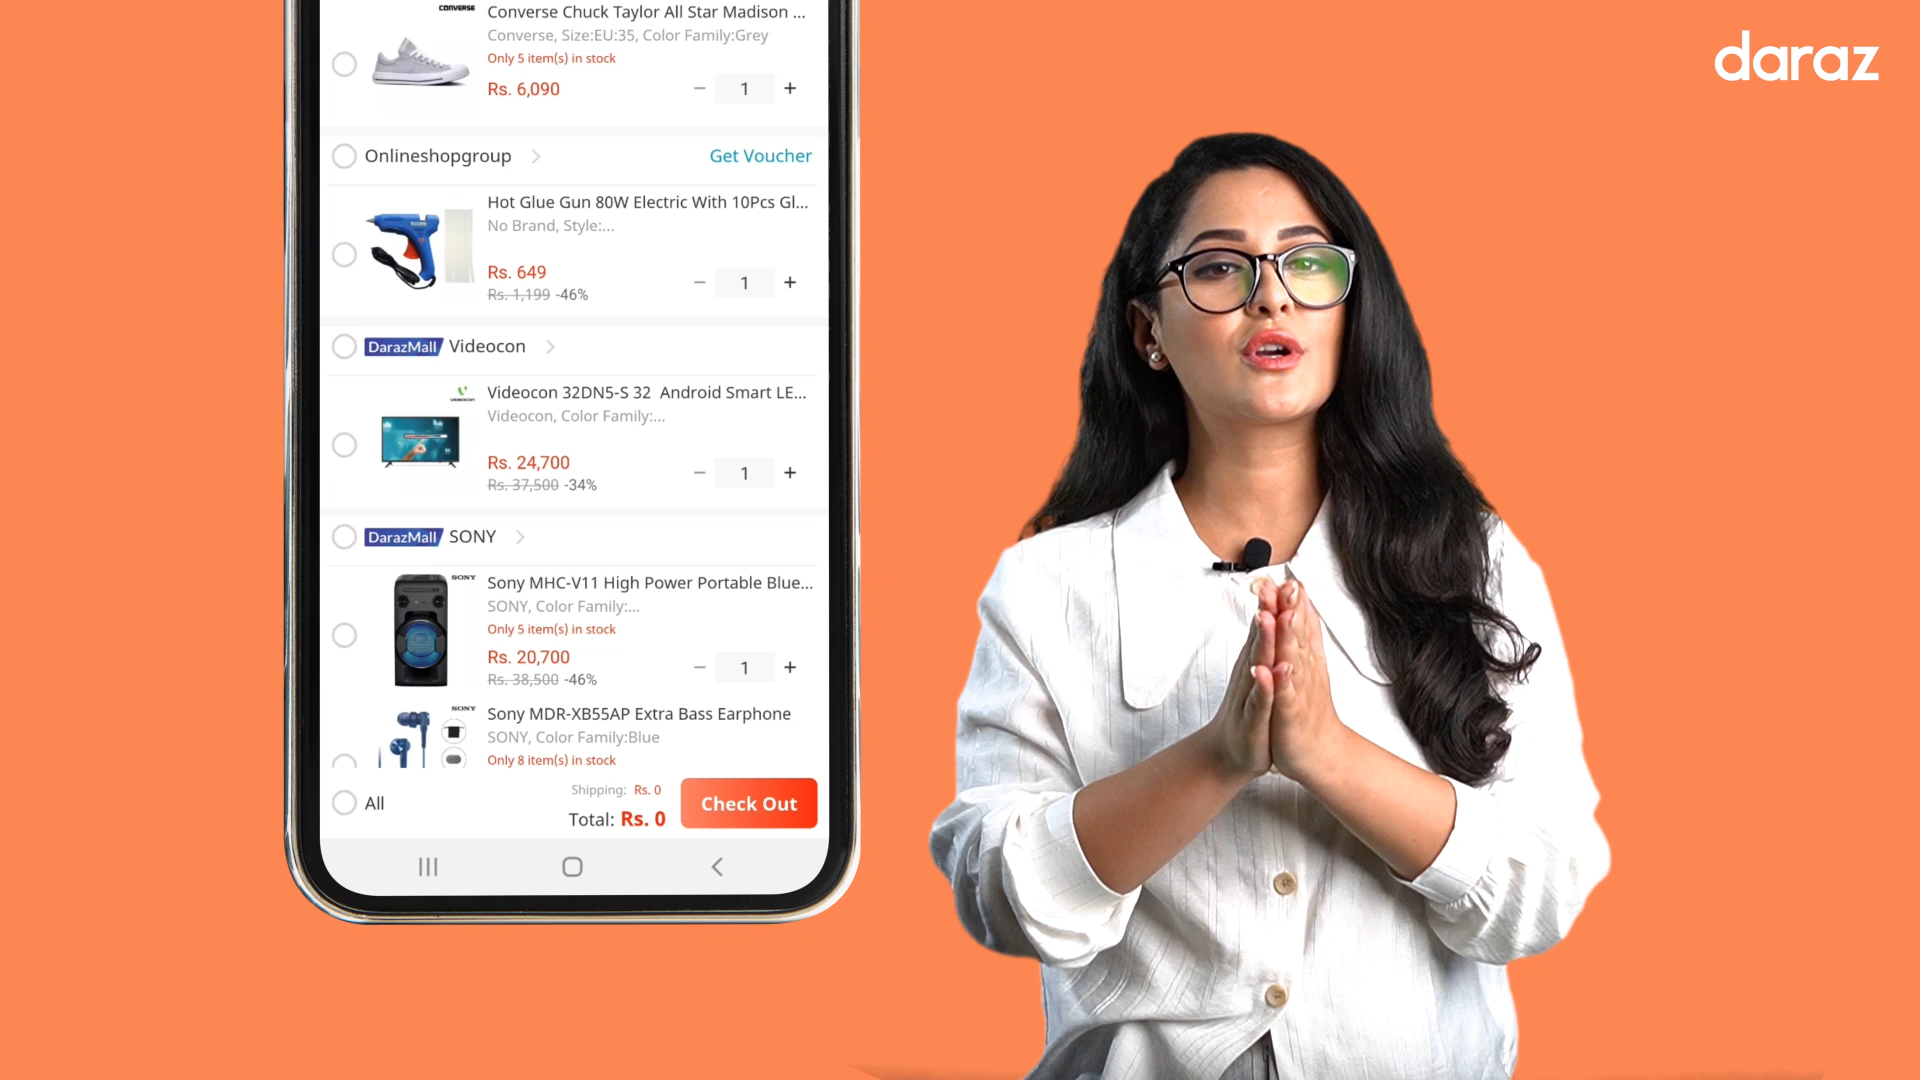 daraz
CONVERSE
Converse Chuck Taylor All Star Madison ...
Converse, Size:EU:35, Color Family:Grey
Only 5 item(s) in stock
Rs. 6,090
− 1 +
Onlineshopgroup
Get Voucher
Hot Glue Gun 80W Electric With 10Pcs Gl...
No Brand, Style:...
Rs. 649
− 1 +
Rs. 1,199 -46%
DarazMall Videocon
VIDEOCON
Videocon 32DN5-S 32 Android Smart LE...
Videocon, Color Family:...
Rs. 24,700
− 1 +
Rs. 37,500 -34%
DarazMall SONY
SONY
Sony MHC-V11 High Power Portable Blue...
SONY, Color Family:...
Only 5 item(s) in stock
Rs. 20,700
− 1 +
Rs. 38,500 -46%
SONY
Sony MDR-XB55AP Extra Bass Earphone
SONY, Color Family:Blue
Only 8 item(s) in stock
All
Shipping: Rs. 0
Total: Rs. 0
Check Out